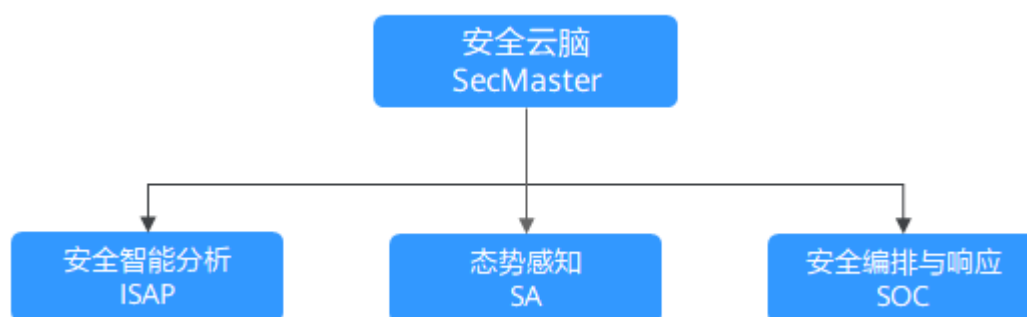 安全云脑
SecMaster
安全智能分析
ISAP
态势感知
SA
安全编排与响应
SOC